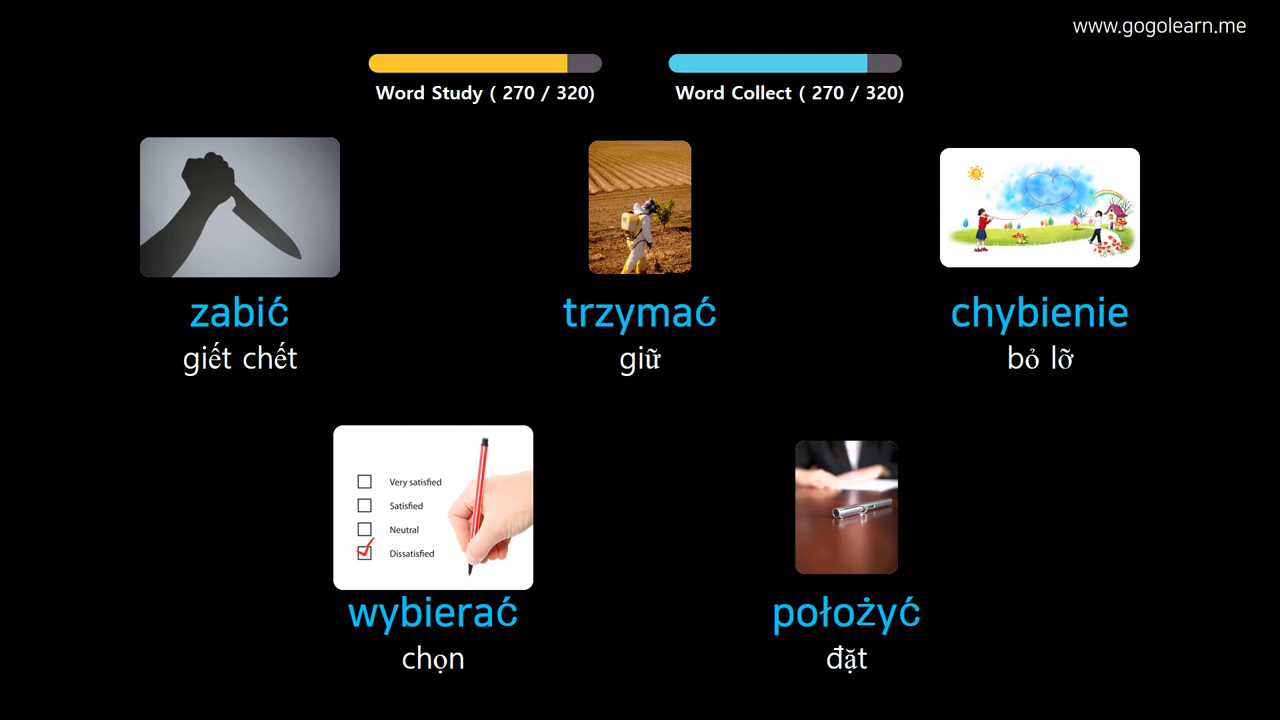 www.gogolearn.me
Word Study ( 270 / 320)
Word Collect ( 270 / 320)
zabić
giết chết
trzymać
giữ
chybienie
bỏ lỡ
Very satisfied
Satisfied
Neutral
Dissatisfied
wybierać
chọn
położyć
đặt